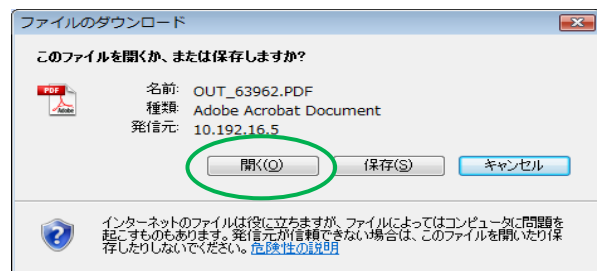 ファイルのダウンロード
このファイルを開くか、または保存しますか?
名前: OUT_63962.PDF
種類: Adobe Acrobat Document
発信元: 10.192.16.5
開く(O)
保存(S)
キャンセル
インターネットのファイルは役に立ちますが、ファイルによってはコンピュータに問題を
起こすものもあります。発信元が信頼できない場合は、このファイルを開いたり保
存したりしないでください。危険性の説明
PDF
Adobe